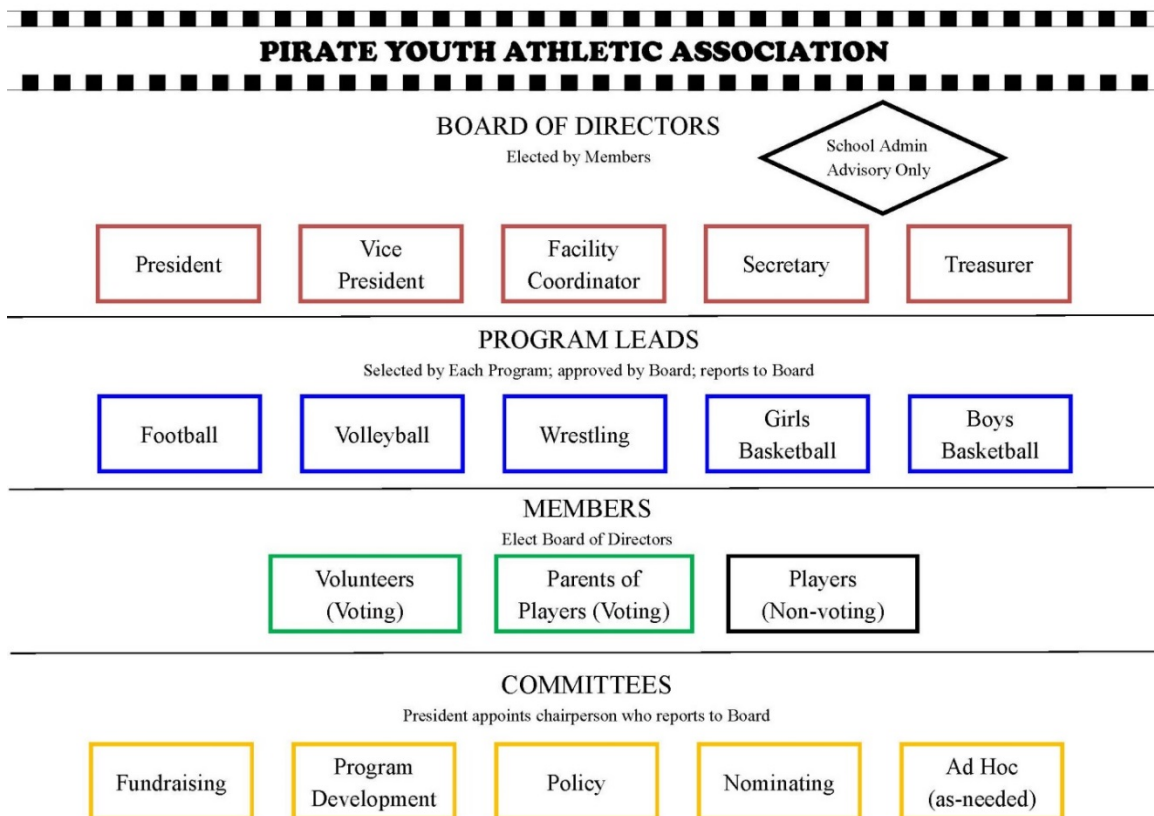 PIRATE YOUTH ATHLETIC ASSOCIATION
BOARD OF DIRECTORS
Elected by Members
School Admin
Advisory Only
President
Vice
President
Facility
Coordinator
Secretary
Treasurer
PROGRAM LEADS
Selected by Each Program; approved by Board; reports to Board
Football
Volleyball
Wrestling
Girls
Basketball
Boys
Basketball
MEMBERS
Elect Board of Directors
Volunteers
(Voting)
Parents of
Players (Voting)
Players
(Non-voting)
COMMITTEES
President appoints chairperson who reports to Board
Fundraising
Program
Development
Policy
Nominating
Ad Hoc
(as-needed)